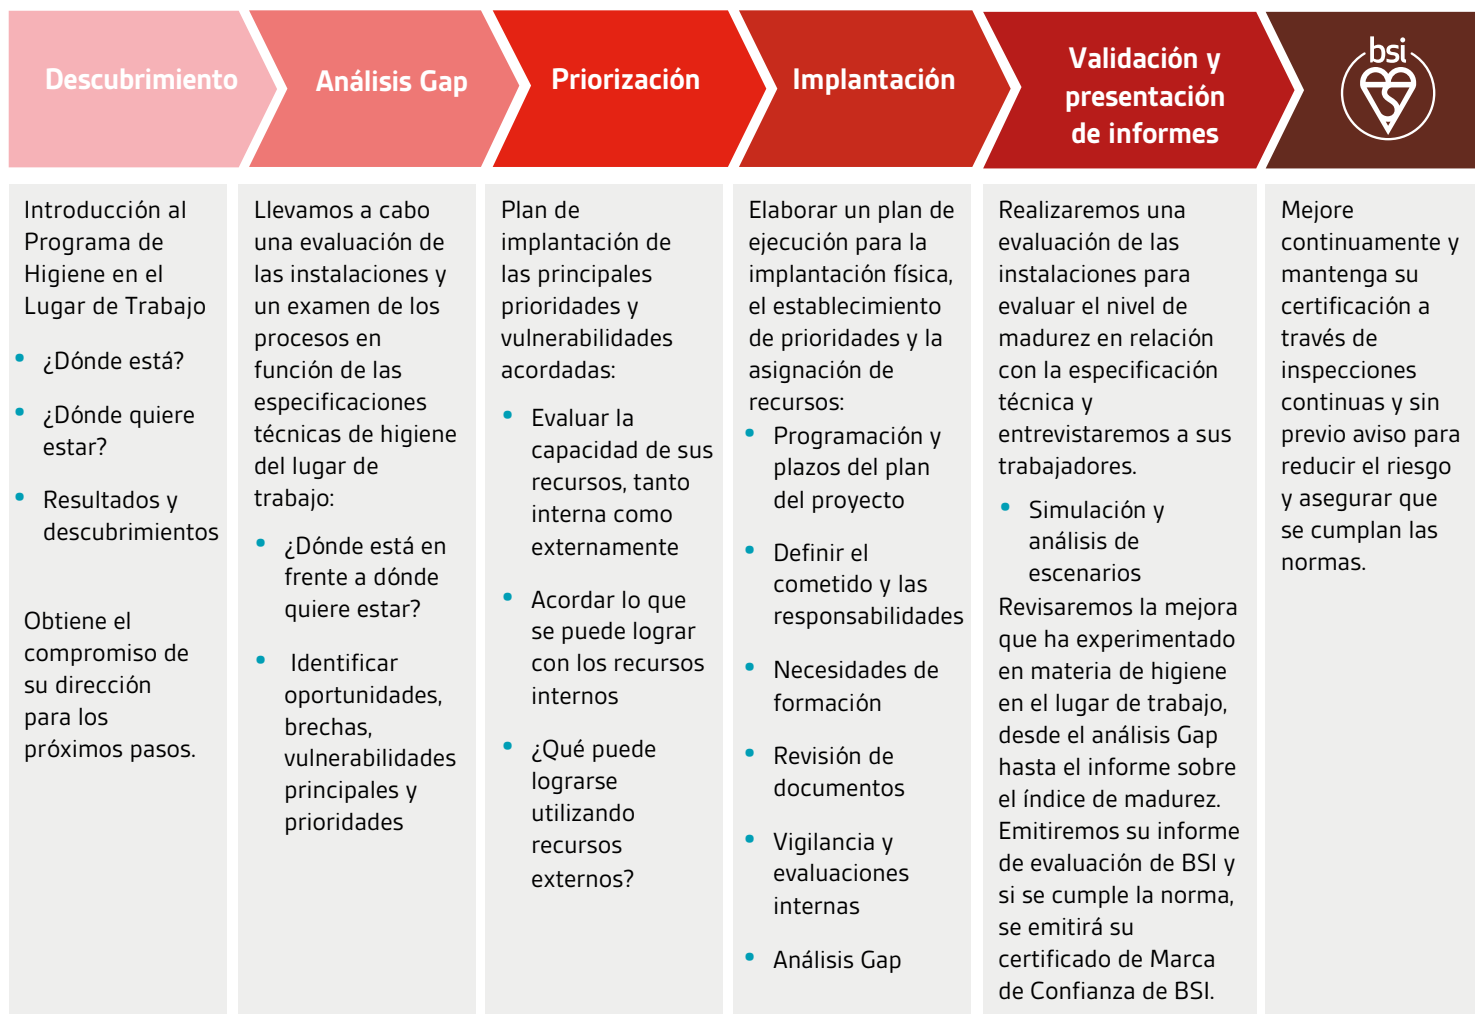 Descubrimiento
Análisis Gap
Priorización
Implantación
Validación y
presentación
de informes
bsi
Introducción al
Programa de
Higiene en el
Lugar de Trabajo
• ¿Dónde está?
• ¿Dónde quiere
estar?
• Resultados y
descubrimientos
Obtiene el
compromiso de
su dirección
para los
próximos pasos.
Llevamos a cabo
una evaluación de
las instalaciones y
un examen de los
procesos en
función de las
especificaciones
técnicas de higiene
del lugar de
trabajo:
• ¿Dónde está en
frente a dónde
quiere estar?
• Identificar
oportunidades,
brechas,
vulnerabilidades
principales y
prioridades
Plan de
implantación de
las principales
prioridades y
vulnerabilidades
acordadas:
• Evaluar la
capacidad de sus
recursos, tanto
interna como
externamente
• Acordar lo que
se puede lograr
con los recursos
internos
• ¿Qué puede
lograrse
utilizando
recursos
externos?
Elaborar un plan de
ejecución para la
implantación física,
el establecimiento
de prioridades y la
asignación de
recursos:
• Programación y
plazos del plan
del proyecto
• Definir el
cometido y las
responsabilidades
• Necesidades de
formación
• Revisión de
documentos
• Vigilancia y
evaluaciones
internas
• Análisis Gap
Realizaremos una
evaluación de las
instalaciones para
evaluar el nivel de
madurez en relación
con la especificación
técnica y
entrevistaremos a sus
trabajadores.
• Simulación y
análisis de
escenarios
Revisaremos la mejora
que ha experimentado
en materia de higiene
en el lugar de trabajo,
desde el análisis Gap
hasta el informe sobre
el índice de madurez.
Emitiremos su informe
de evaluación de BSI y
si se cumple la norma,
se emitirá su
certificado de Marca
de Confianza de BSI.
Mejore
continuamente y
mantenga su
certificación a
través de
inspecciones
continuas y sin
previo aviso para
reducir el riesgo
y asegurar que
se cumplan las
normas.